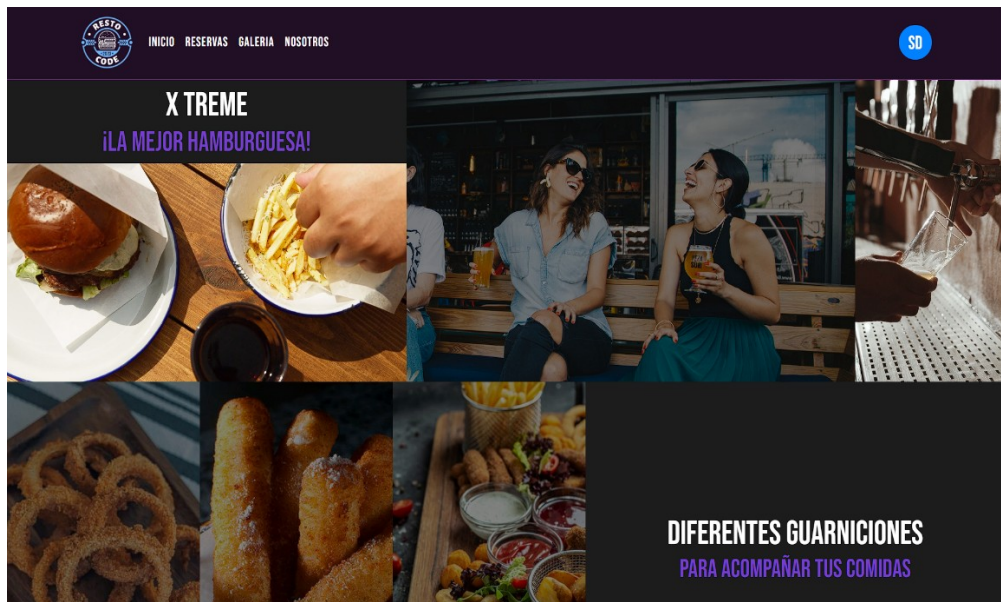 RESTO
CODE
INICIO RESERVAS GALERIA NOSOTROS
SD
X TREME
¡LA MEJOR HAMBURGUESA!
DIFERENTES GUARNICIONES
PARA ACOMPAÑAR TUS COMIDAS